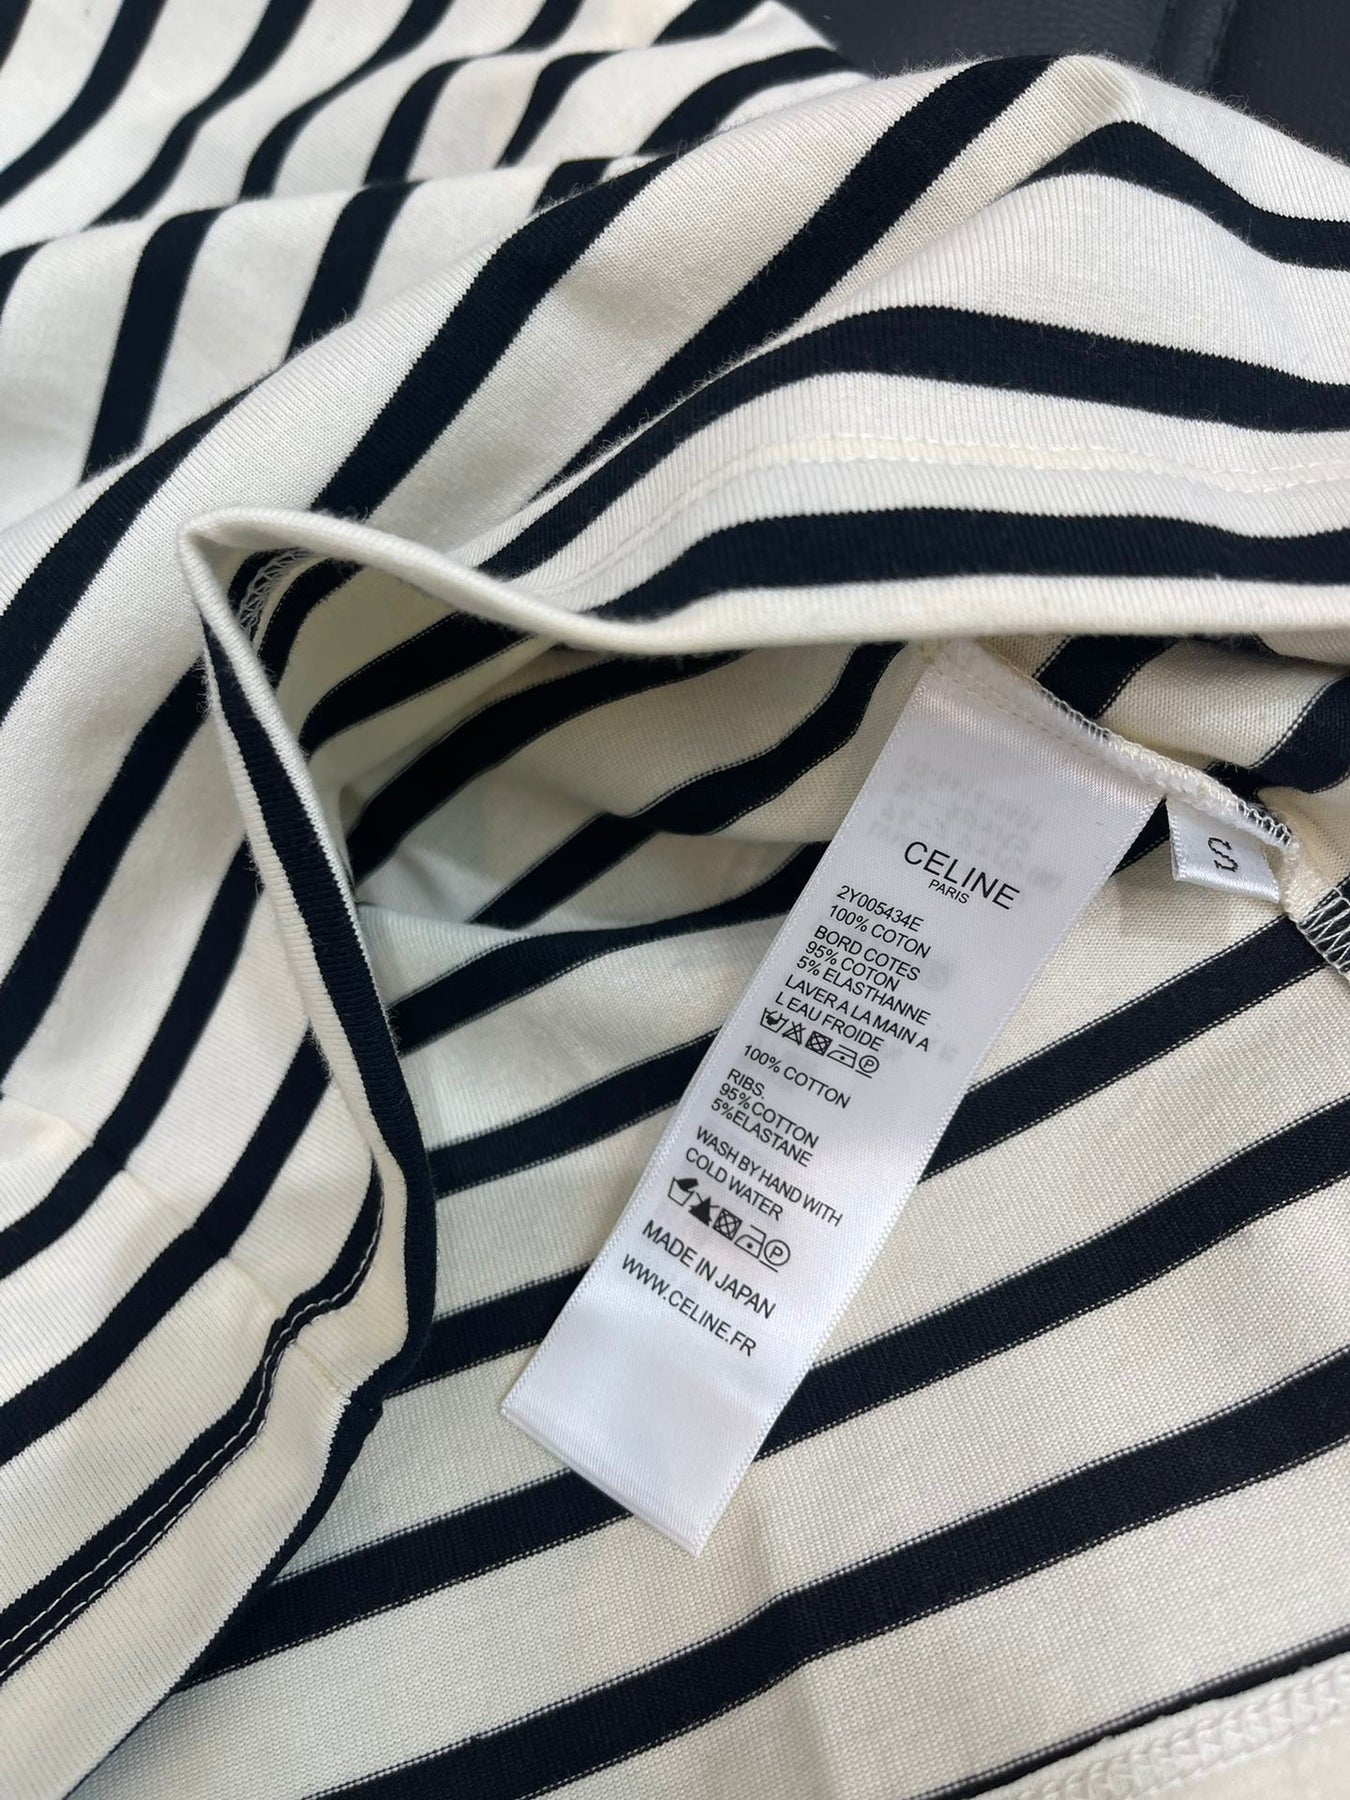 CELINE
PARIS
2Y005434E
100% COTON
BORD COTES
95% COTON
5% ELASTHANNE
LAVER A LA MAIN A
L EAU FROIDE
P
100% COTTON
RIBS.
95%COTTON
5%ELASTANE
WASH BY HAND WITH
COLD WATER
P
MADE IN JAPAN
WWW.CELINE.FR
S